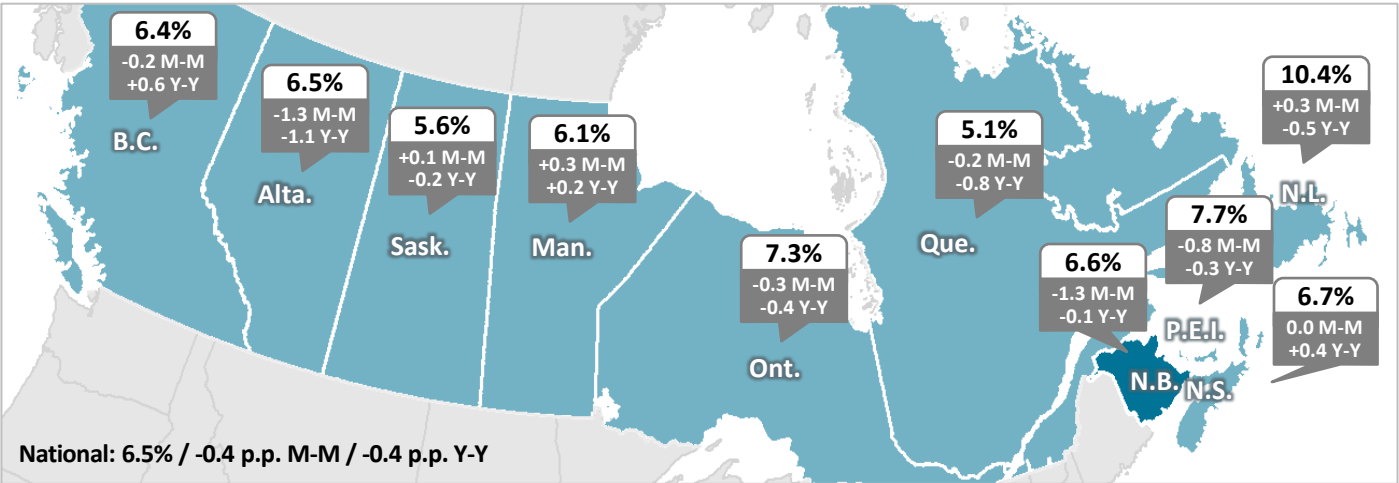 6.4%
-0.2 M-M
+0.6 Y-Y
B.C.
6.5%
-1.3 M-M
-1.1 Y-Y
Alta.
5.6%
+0.1 M-M
-0.2 Y-Y
Sask.
6.1%
+0.3 M-M
+0.2 Y-Y
Man.
7.3%
-0.3 M-M
-0.4 Y-Y
Ont.
5.1%
-0.2 M-M
-0.8 Y-Y
Que.
10.4%
+0.3 M-M
-0.5 Y-Y
N.L.
7.7%
-0.8 M-M
-0.3 Y-Y
P.E.I.
6.6%
-1.3 M-M
-0.1 Y-Y
N.B.
6.7%
0.0 M-M
+0.4 Y-Y
N.S.
National: 6.5% / -0.4 p.p. M-M / -0.4 p.p. Y-Y